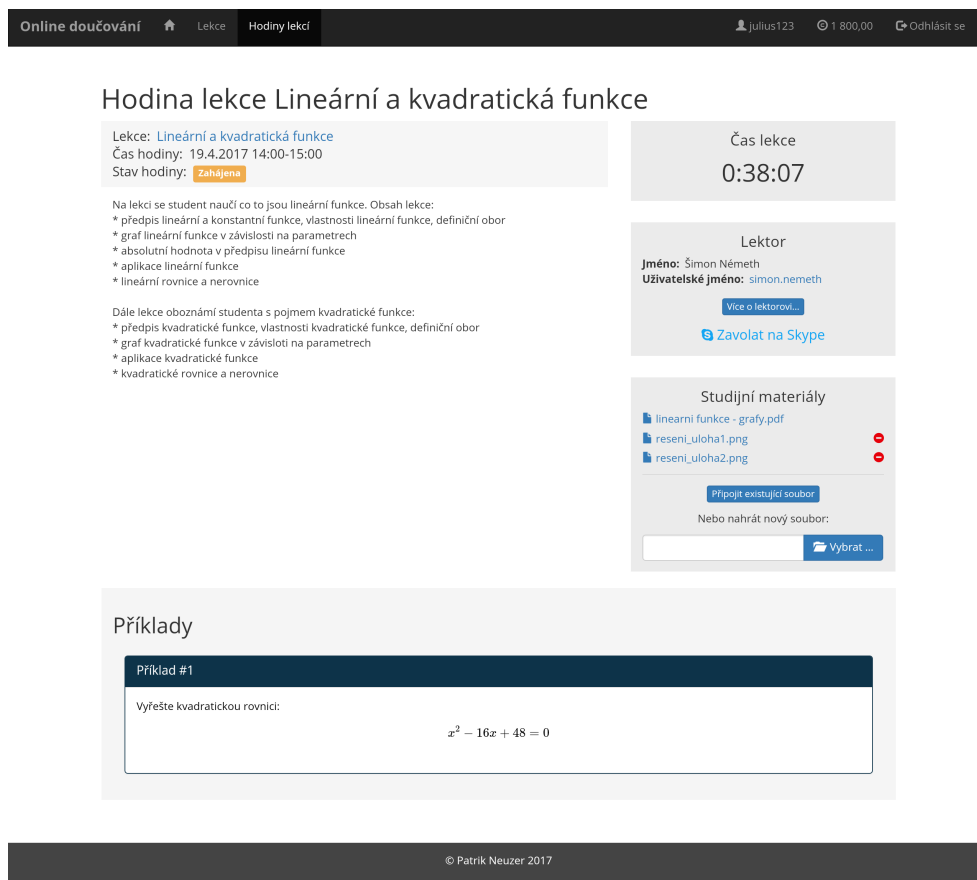 Online doučování Lekce Hodiny lekcí julius123 1 800,00 Odhlásit se
Hodina lekce Lineární a kvadratická funkce
Lekce: Lineární a kvadratická funkce
Čas hodiny: 19.4.2017 14:00-15:00
Stav hodiny: Zahájena
Na lekci se student naučí co to jsou lineární funkce. Obsah lekce:
* předpis lineární a konstantní funkce, vlastnosti lineární funkce, definiční obor
* graf lineární funkce v závislosti na parametrech
* absolutní hodnota v předpisu lineární funkce
* aplikace lineární funkce
* lineární rovnice a nerovnice
Dále lekce oboznámí studenta s pojmem kvadratické funkce:
* předpis kvadratické funkce, vlastnosti kvadratické funkce, definiční obor
* graf kvadratické funkce v závisloti na parametrech
* aplikace kvadratické funkce
* kvadratické rovnice a nerovnice
Čas lekce
0:38:07
Lektor
Jméno: Šimon Németh
Uživatelské jméno: simon.nemeth
Více o lektorovi...
Zavolat na Skype
Studijní materiály
linearni funkce - grafy.pdf
reseni_uloha1.png
reseni_uloha2.png
Připojit existující soubor
Nebo nahrát nový soubor:
Vybrat ...
Příklady
Příklad #1
Vyřešte kvadratickou rovnici:
x² − 16x + 48 = 0
© Patrik Neuzer 2017